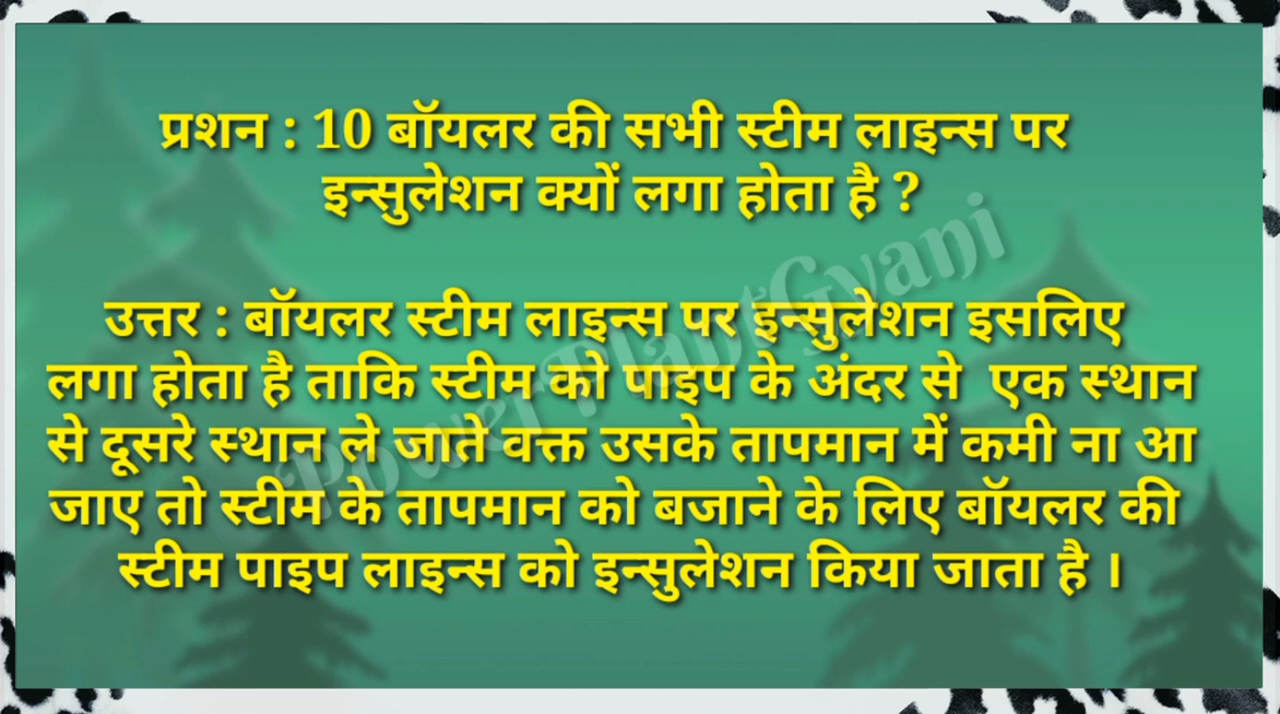 प्रशन : 10 बॉयलर की सभी स्टीम लाइन्स पर
इन्सुलेशन क्यों लगा होता है ?
उत्तर : बॉयलर स्टीम लाइन्स पर इन्सुलेशन इसलिए
लगा होता है ताकि स्टीम को पाइप के अंदर से एक स्थान
से दूसरे स्थान ले जाते वक्त उसके तापमान में कमी ना आ
जाए तो स्टीम के तापमान को बजाने के लिए बॉयलर की
स्टीम पाइप लाइन्स को इन्सुलेशन किया जाता है ।
PowerPlantGyani